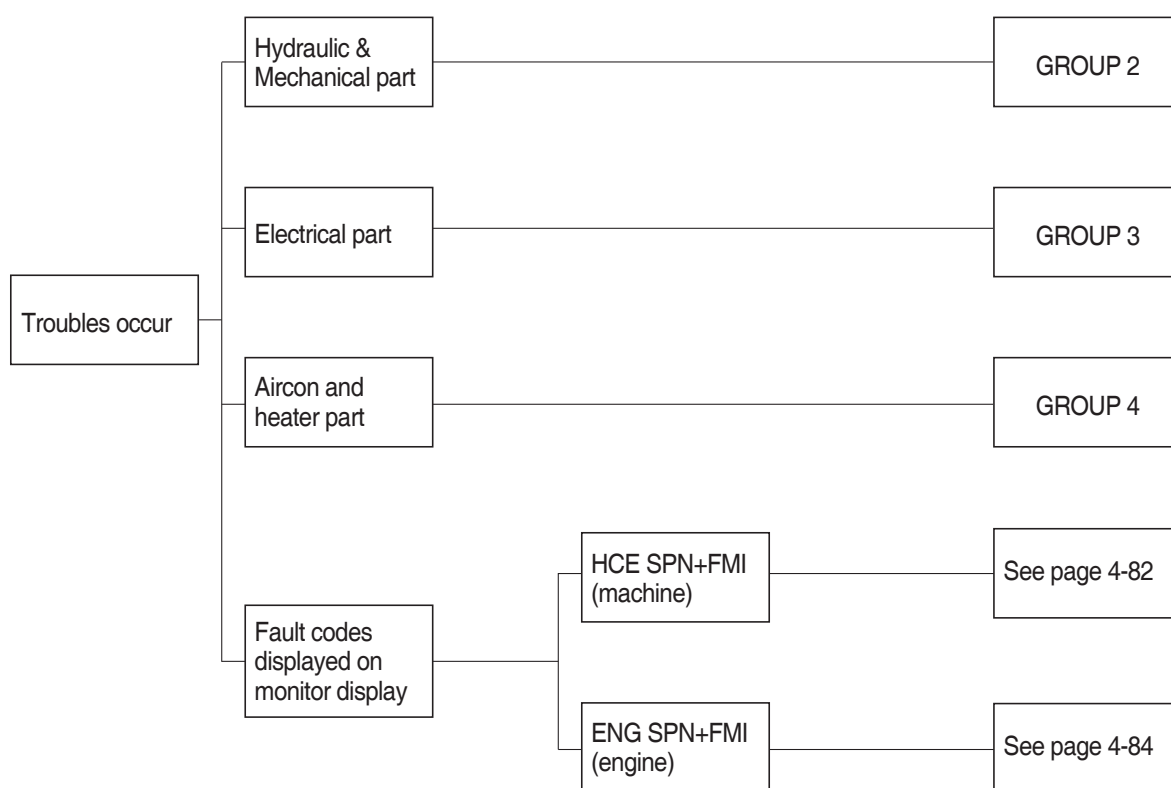 Hydraulic &
Mechanical part
GROUP 2
Electrical part
GROUP 3
Troubles occur
Aircon and
heater part
GROUP 4
HCE SPN+FMI
(machine)
See page 4-82
Fault codes
displayed on
monitor display
ENG SPN+FMI
(engine)
See page 4-84